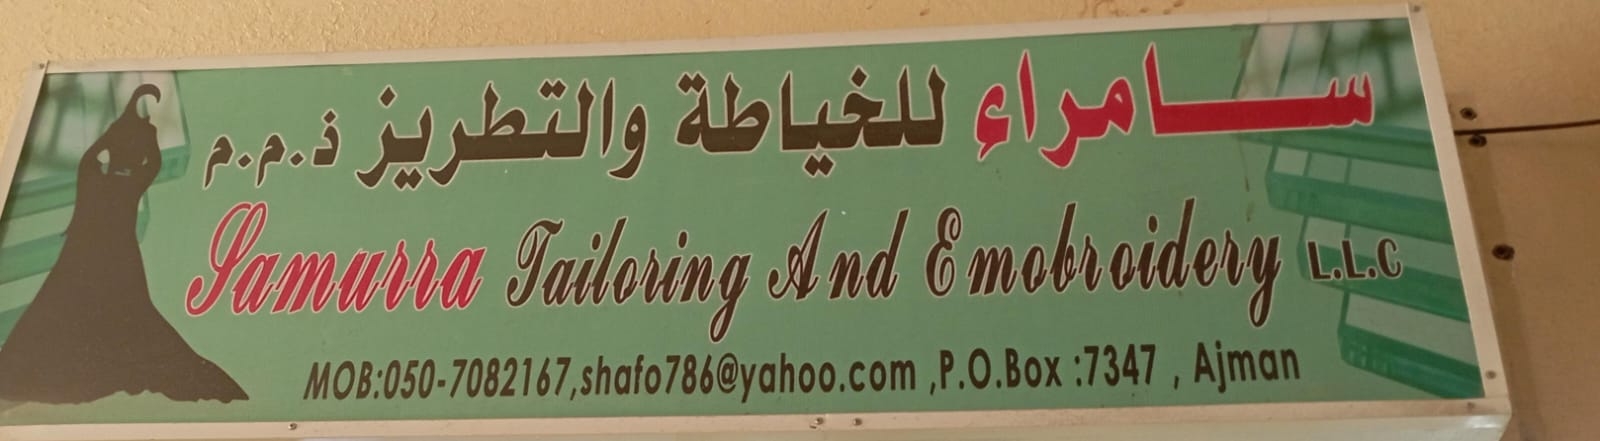 سامراء للخياطة والتطريز ذ.م.م
Samurra Tailoring And Emobroidery L.L.C
MOB:050-7082167,shafo786@yahoo.com ,P.O.Box :7347 , Ajman